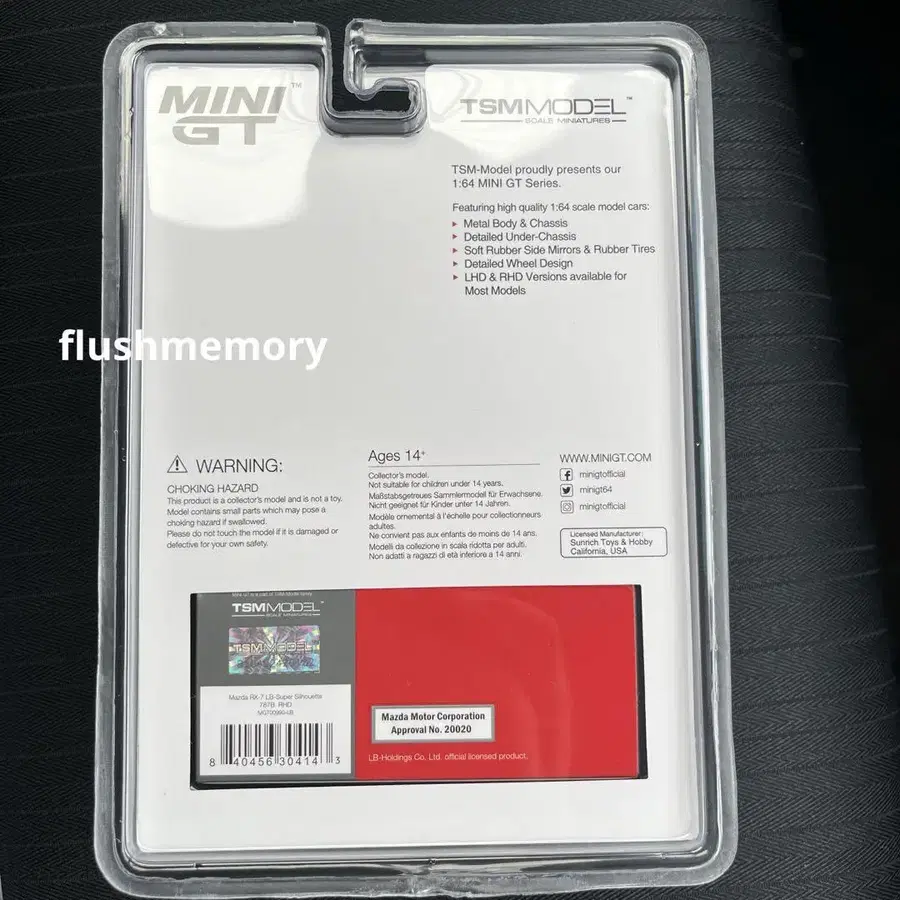 MINI GT™
TSMMODEL™
SCALE MINIATURES
TSM-Model proudly presents our
1:64 MINI GT Series.
Featuring high quality 1:64 scale model cars:
Metal Body & Chassis
Detailed Under-Chassis
Soft Rubber Side Mirrors & Rubber Tires
Detailed Wheel Design
LHD & RHD Versions available for
Most Models
flushmemory
WARNING:
CHOKING HAZARD
This product is a collector's model and is not a toy.
Model contains small parts which may pose a
choking hazard if swallowed.
Please do not touch the model if it is damaged or
defective for your own safety.
Ages 14+
Collector's model.
Not suitable for children under 14 years.
Maßstabsgetreues Sammlermodell für Erwachsene.
Nicht geeignet für Kinder unter 14 Jahren.
Modèle ornemental à l'échelle pour collectionneurs
adultes.
Ne convient pas aux enfants de moins de 14 ans.
Modelli da collezione in scala ridotta per adulti.
Non adatti a ragazzi di età inferiore a 14 anni.
WWW.MINIGT.COM
minigtofficial
minigt64
minigtofficial
Licensed Manufacturer:
Sunrich Toys & Hobby
California, USA
TSMMODEL™
SCALE MINIATURES
TSMMODEL
Mazda RX-7 LB-Super Silhouette
787B RHD
8 40456 30414 3
Mazda Motor Corporation
Approval No. 20020
LB-Holdings Co. Ltd. official licensed product.